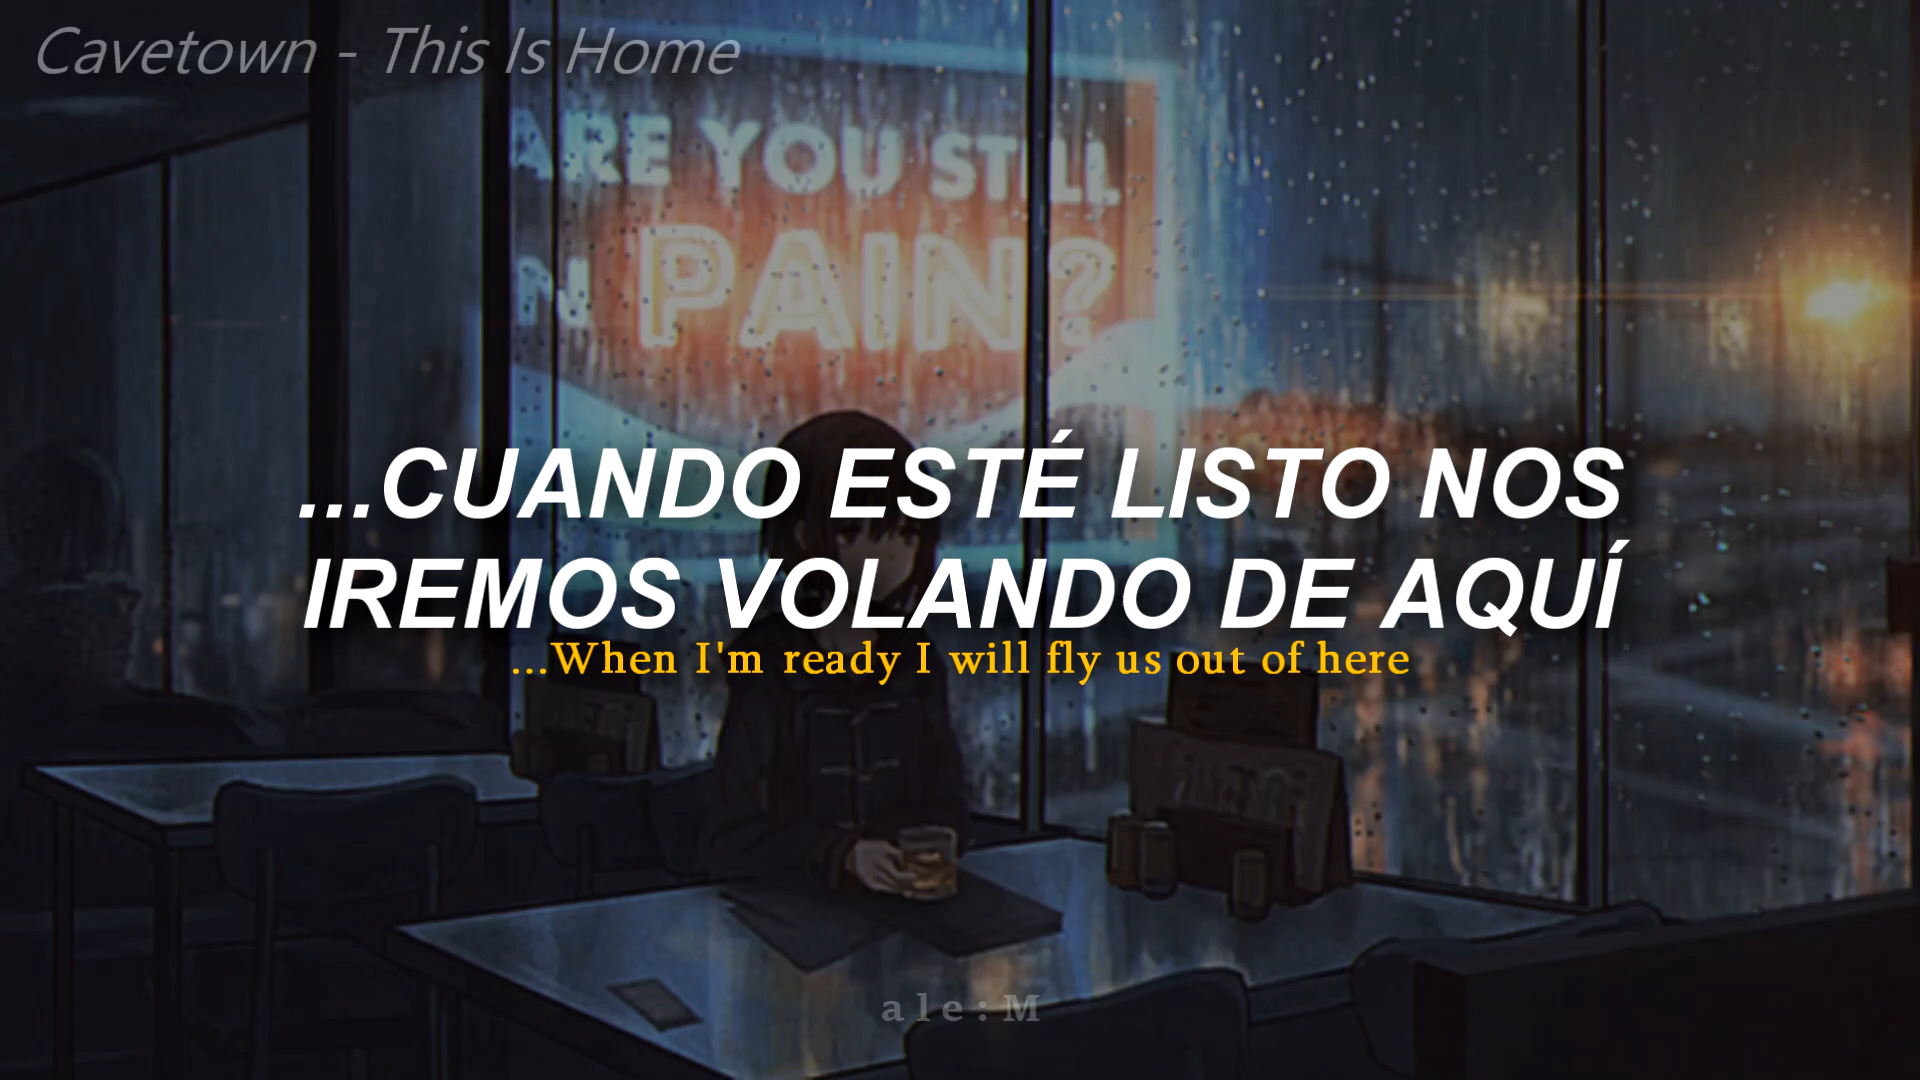 Cavetown - This Is Home
ARE YOU STILL
IN PAIN?
...CUANDO ESTÉ LISTO NOS
IREMOS VOLANDO DE AQUÍ
...When I'm ready I will fly us out of here
ale:M